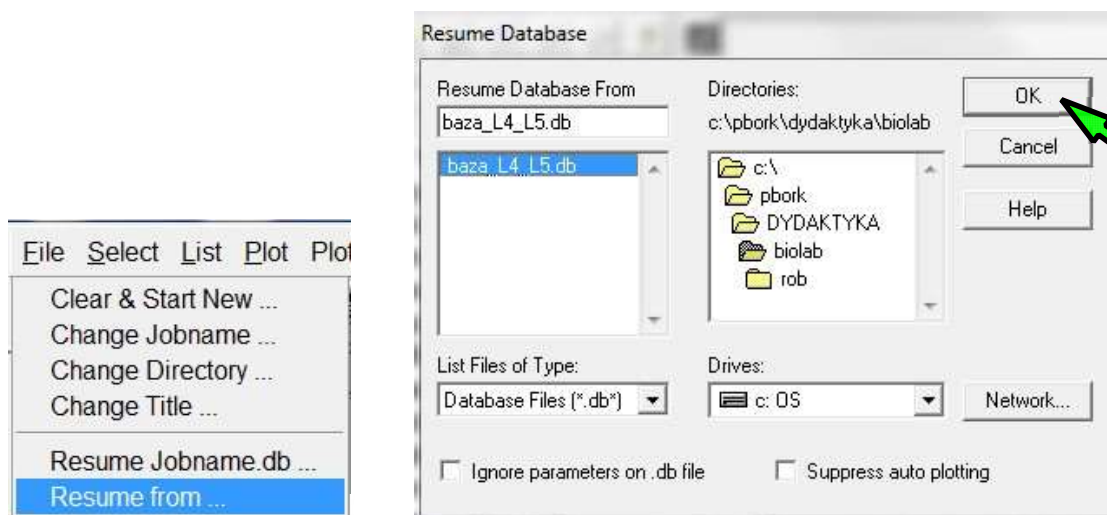 File Select List Plot
Clear & Start New ...
Change Jobname ...
Change Directory ...
Change Title ...
Resume Jobname.db ...
Resume from ...
Resume Database
Resume Database From
baza_L4_L5.db
baza_L4_L5.db
List Files of Type:
Database Files (*.db*)
Directories:
c:\pbork\dydaktyka\biolab
c:\
pbork
DYDAKTYKA
biolab
rob
Drives:
c: OS
OK
Cancel
Help
Network...
Ignore parameters on .db file
Suppress auto plotting